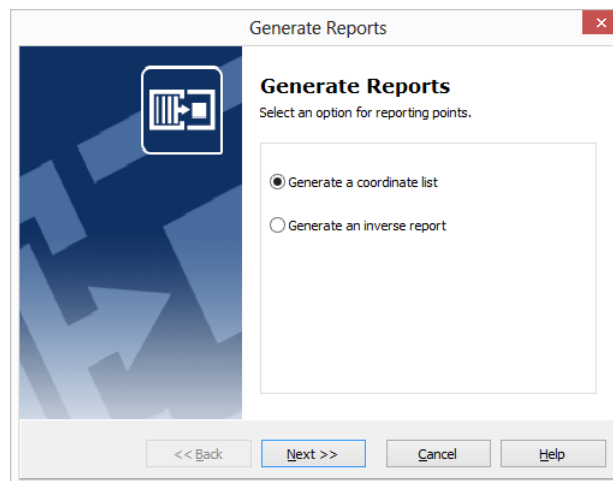 Generate Reports
Generate Reports
Select an option for reporting points.
Generate a coordinate list
Generate an inverse report
<< Back
Next >>
Cancel
Help